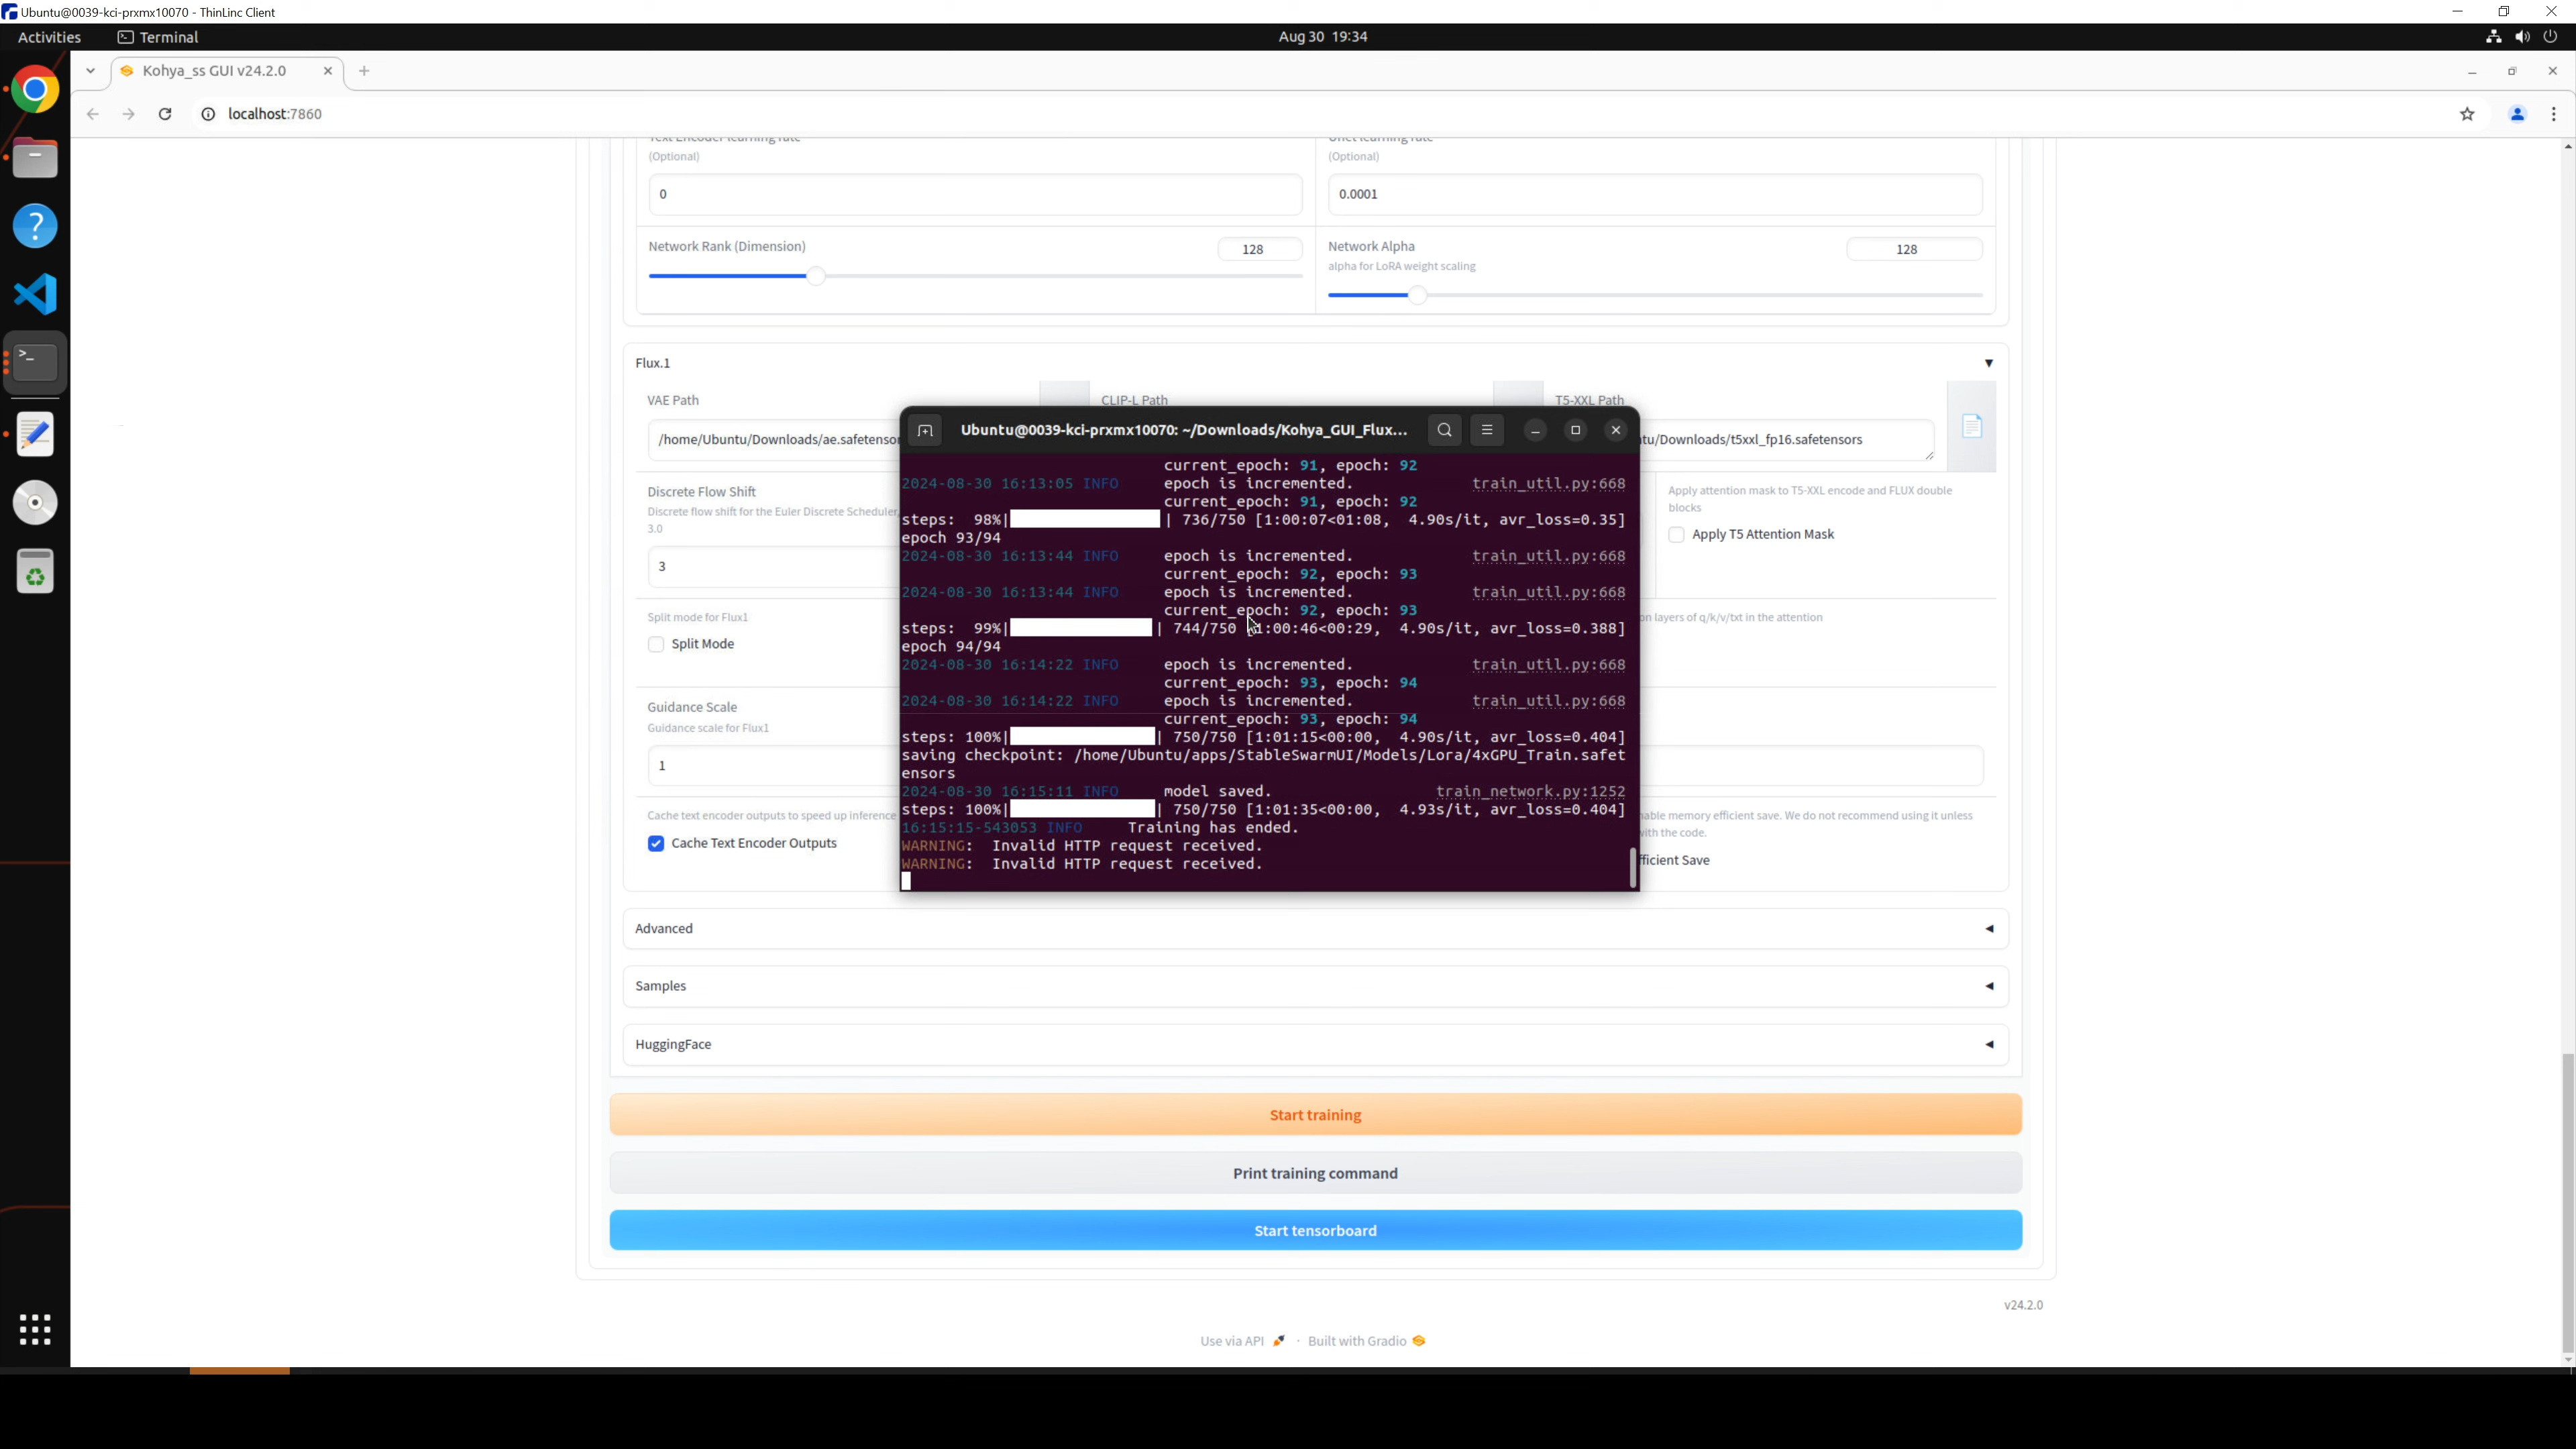 Ubuntu@0039-kci-prxmx10070 - ThinLinc Client
Activities Terminal Aug 30 19:34
Kohya_ss GUI v24.2.0
localhost:7860
Text Encoder learning rate Unet learning rate
(Optional) (Optional)
0 0.0001
Network Rank (Dimension) 128 Network Alpha 128
alpha for LoRA weight scaling
Flux.1
VAE Path CLIP-L Path T5-XXL Path
/home/Ubuntu/Downloads/ae.safetensor
/Downloads/t5xxl_fp16.safetensors
Discrete Flow Shift
Discrete flow shift for the Euler Discrete Scheduler,
3.0
3
Apply attention mask to T5-XXL encode and FLUX double
blocks
Apply T5 Attention Mask
Split mode for Flux1
Split Mode
layers of q/k/v/txt in the attention
Guidance Scale
Guidance scale for Flux1
1
Cache text encoder outputs to speed up inference
Cache Text Encoder Outputs
memory efficient save. We do not recommend using it unless
with the code.
Save
Ubuntu@0039-kci-prxmx10070: ~/Downloads/Kohya_GUI_Flux...
current_epoch: 91, epoch: 92
2024-08-30 16:13:05 INFO epoch is incremented. train_util.py:668
current_epoch: 91, epoch: 92
steps: 98%| | 736/750 [1:00:07<01:08, 4.90s/it, avr_loss=0.35]
epoch 93/94
2024-08-30 16:13:44 INFO epoch is incremented. train_util.py:668
current_epoch: 92, epoch: 93
2024-08-30 16:13:44 INFO epoch is incremented. train_util.py:668
current_epoch: 92, epoch: 93
steps: 99%| | 744/750 [1:00:46<00:29, 4.90s/it, avr_loss=0.388]
epoch 94/94
2024-08-30 16:14:22 INFO epoch is incremented. train_util.py:668
current_epoch: 93, epoch: 94
2024-08-30 16:14:22 INFO epoch is incremented. train_util.py:668
current_epoch: 93, epoch: 94
steps: 100%| | 750/750 [1:01:15<00:00, 4.90s/it, avr_loss=0.404]
saving checkpoint: /home/Ubuntu/apps/StableSwarmUI/Models/Lora/4xGPU_Train.safet
ensors
2024-08-30 16:15:11 INFO model saved. train_network.py:1252
steps: 100%| | 750/750 [1:01:35<00:00, 4.93s/it, avr_loss=0.404]
16:15:15-543053 INFO Training has ended.
WARNING: Invalid HTTP request received.
WARNING: Invalid HTTP request received.
Advanced
Samples
HuggingFace
Start training
Print training command
Start tensorboard
v24.2.0
Use via API · Built with Gradio